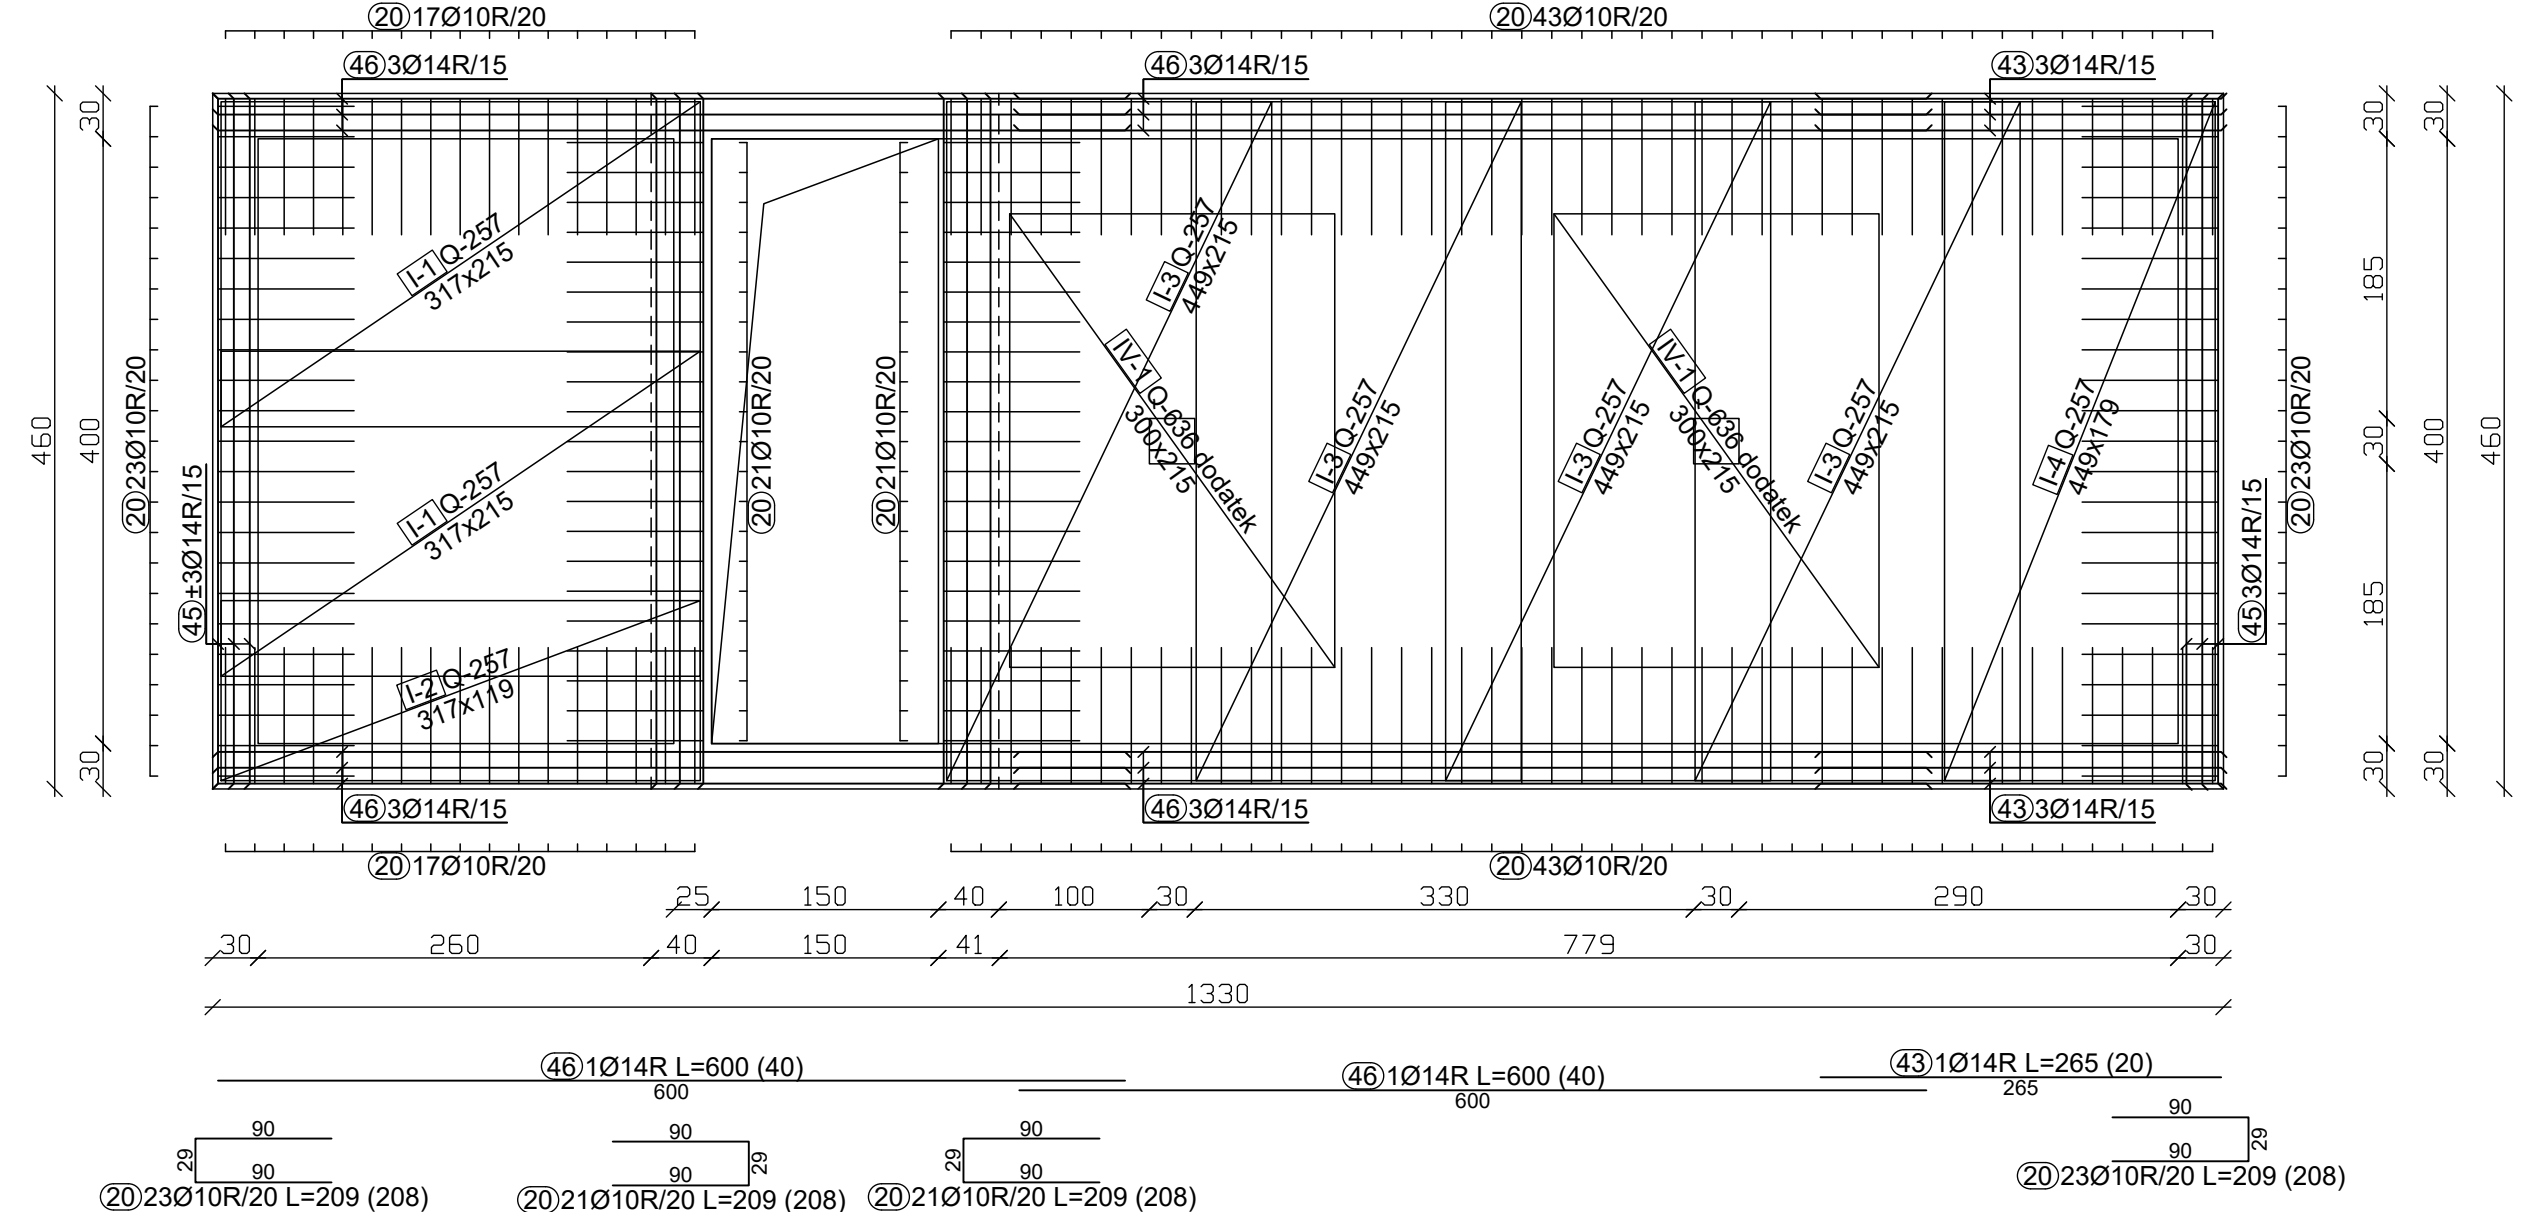 (20)17Ø10R/20
(20)43Ø10R/20
(46)3Ø14R/15
(46)3Ø14R/15
(43)3Ø14R/15
30
460
400
30
(20)23Ø10R/20
(45)±3Ø14R/15
I-1 Q-257
317x215
I-1 Q-257
317x215
I-2 Q-257
317x119
(20)21Ø10R/20
(20)21Ø10R/20
I-3 Q-257
449x215
IV-1 Q-636 dodatek
300x215
I-3 Q-257
449x215
I-3 Q-257
449x215
IV-1 Q-636 dodatek
300x215
I-3 Q-257
449x215
I-4 Q-257
449x179
(45)3Ø14R/15
(20)23Ø10R/20
30
185
30
185
30
30
400
30
460
(46)3Ø14R/15
(46)3Ø14R/15
(43)3Ø14R/15
(20)17Ø10R/20
(20)43Ø10R/20
25 150 40 100 30 330 30 290 30
30 260 40 150 41 779 30
1330
(46)1Ø14R L=600 (40)
600
(46)1Ø14R L=600 (40)
600
(43)1Ø14R L=265 (20)
265
90
29
90
(20)23Ø10R/20 L=209 (208)
90
29
90
(20)21Ø10R/20 L=209 (208)
90
29
90
(20)21Ø10R/20 L=209 (208)
90
29
90
(20)23Ø10R/20 L=209 (208)